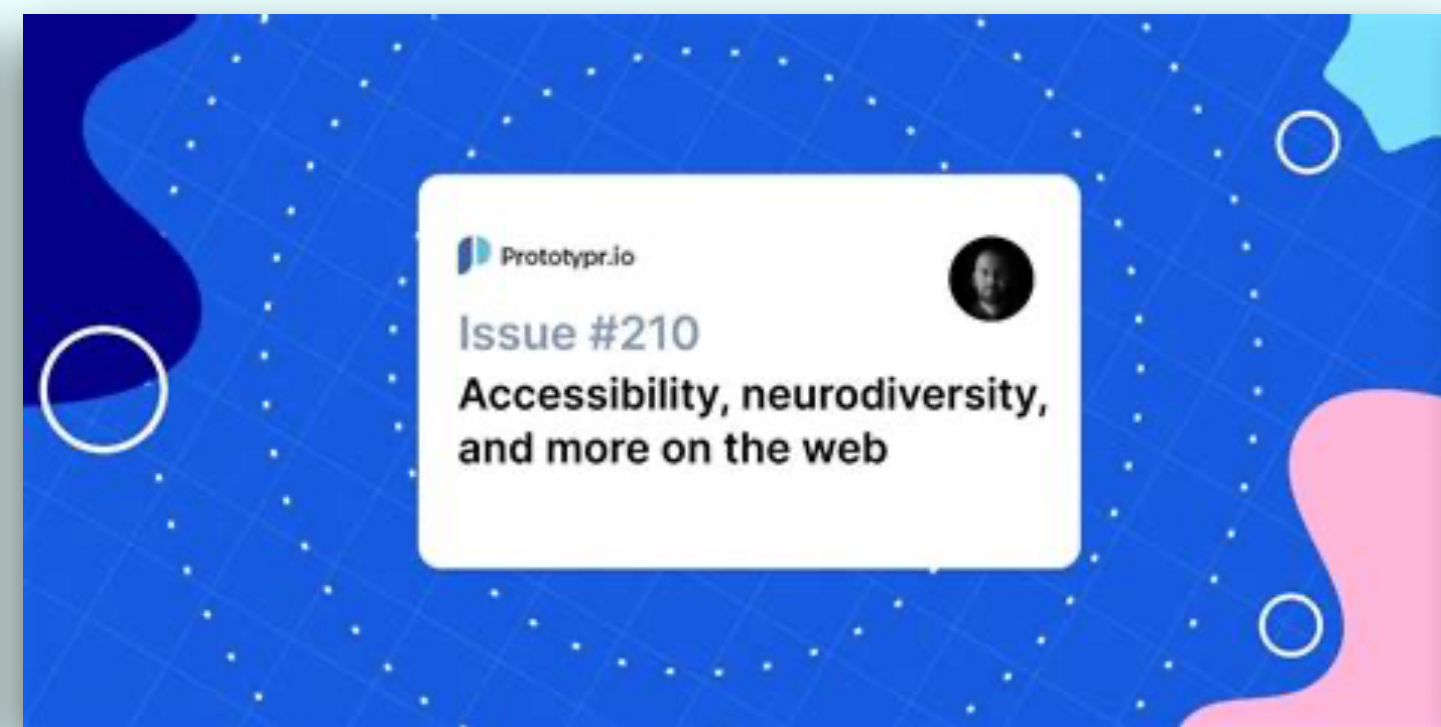 Prototypr.io
Issue #210
Accessibility, neurodiversity,
and more on the web